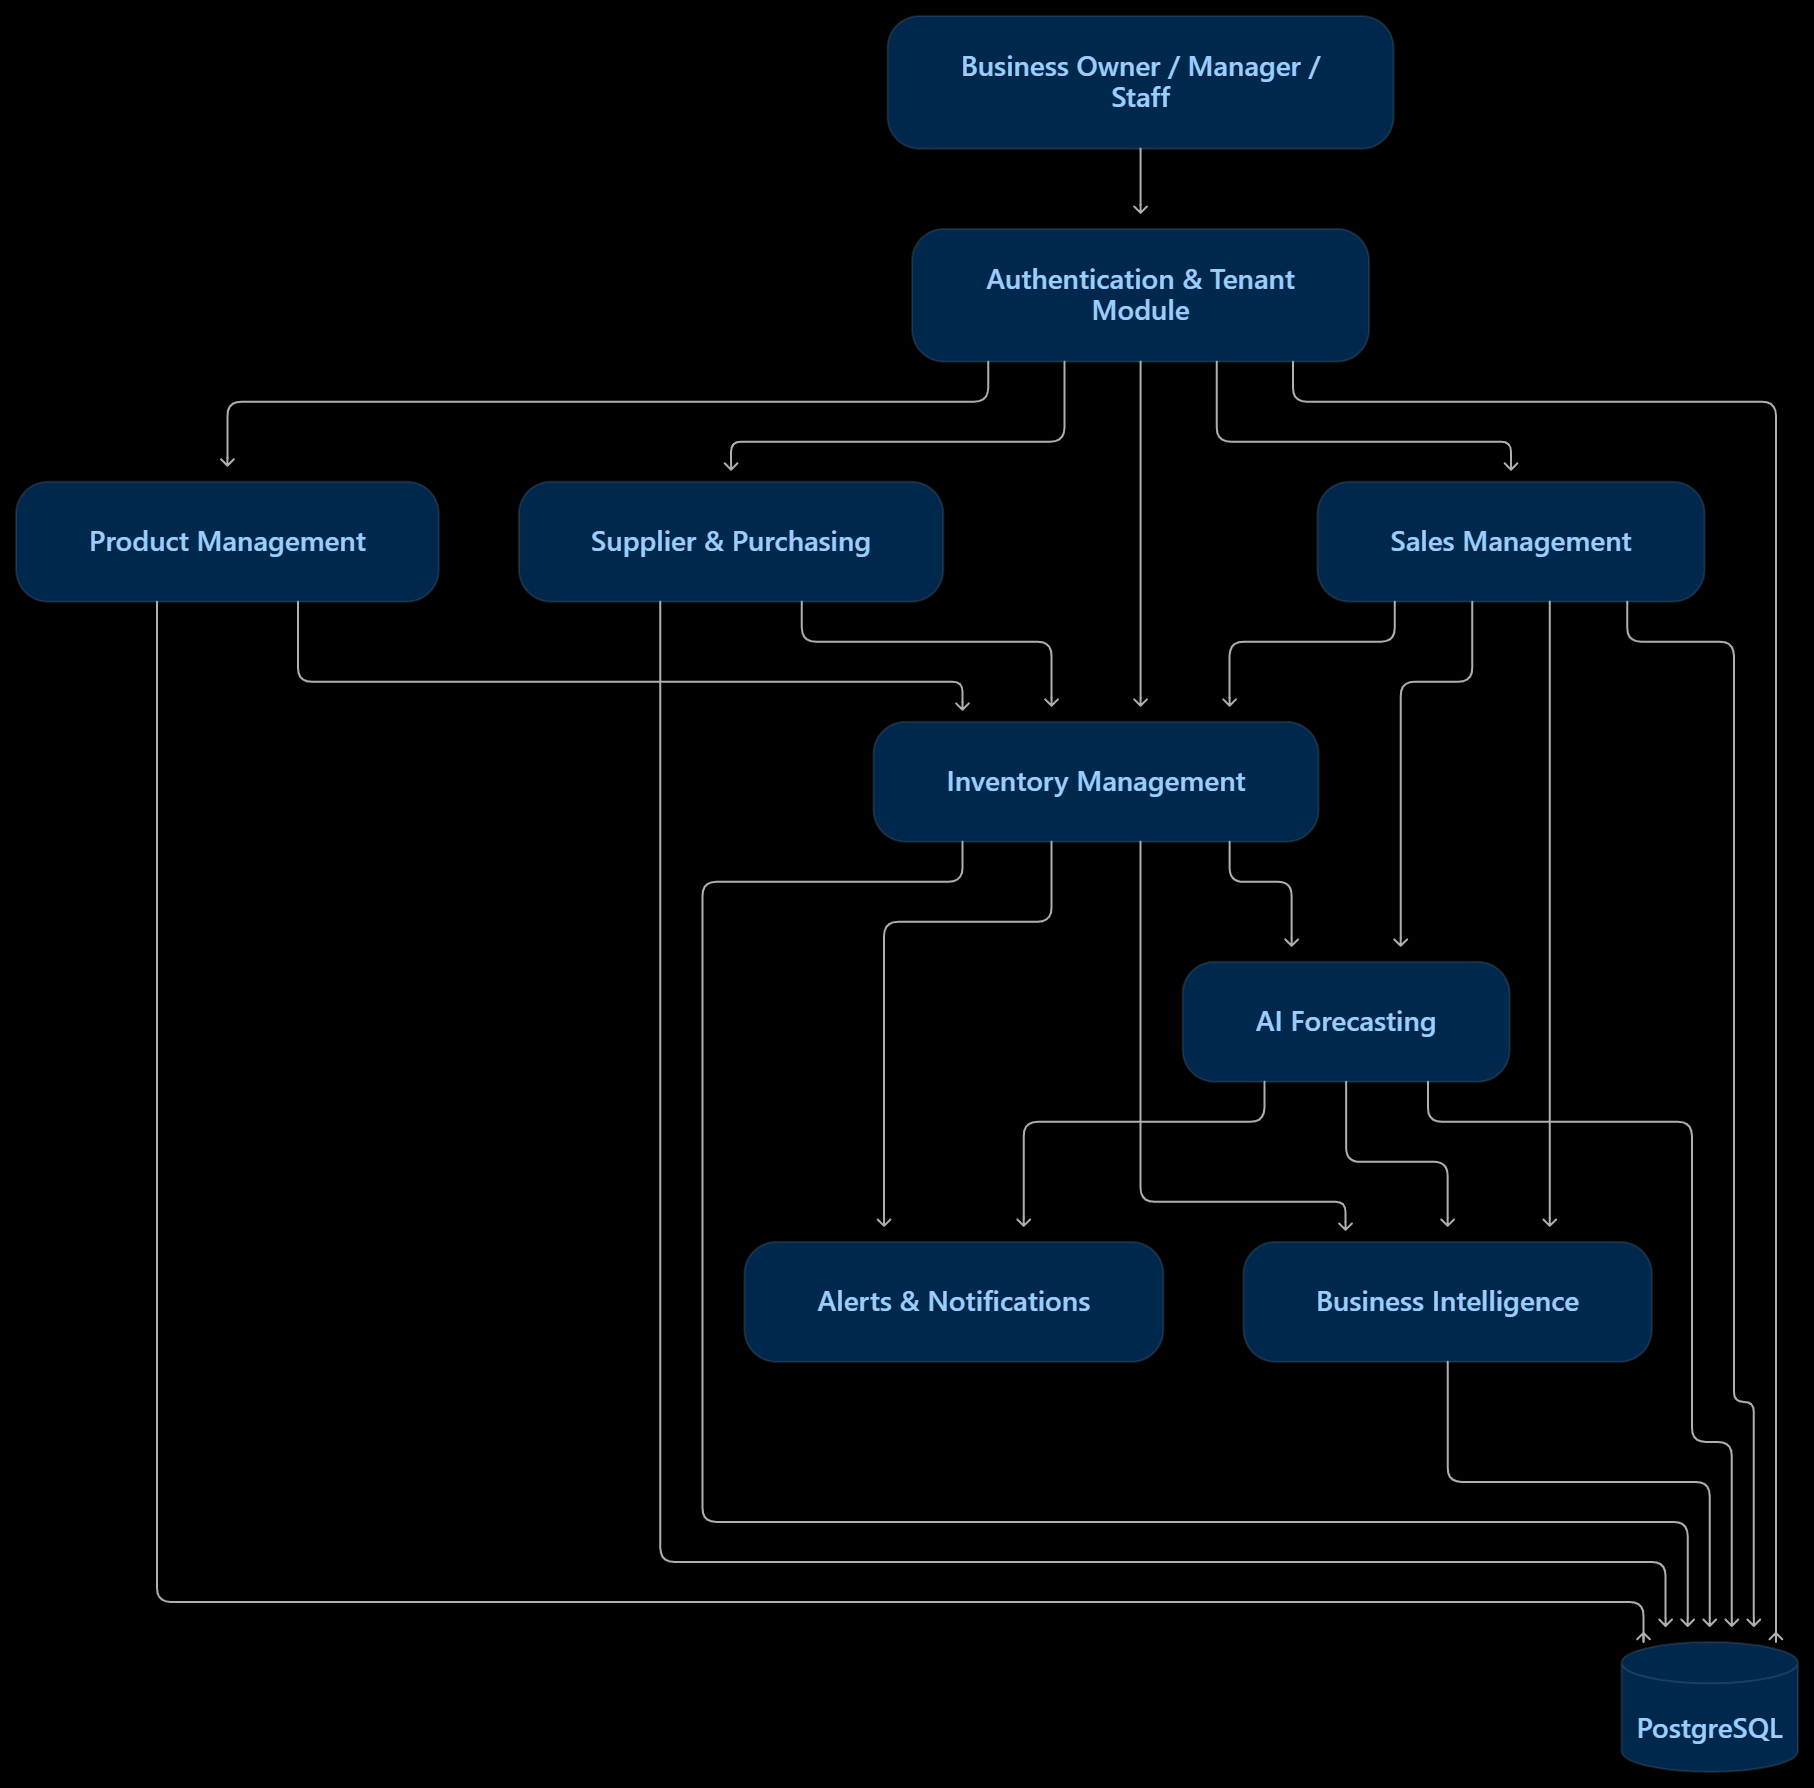 Business Owner / Manager /
Staff
Authentication & Tenant
Module
Product Management
Supplier & Purchasing
Sales Management
Inventory Management
AI Forecasting
Alerts & Notifications
Business Intelligence
PostgreSQL